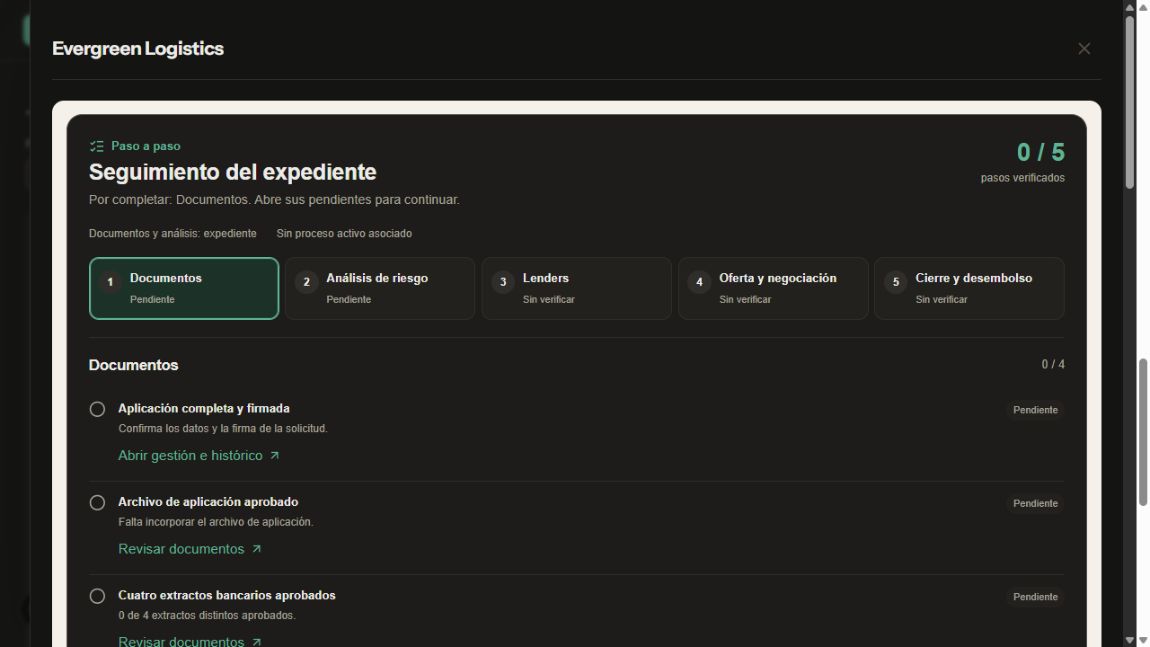 Evergreen Logistics
Paso a paso
Seguimiento del expediente
Por completar: Documentos. Abre sus pendientes para continuar.
0 / 5
pasos verificados
Documentos y análisis: expediente
Sin proceso activo asociado
1
Documentos
Pendiente
2
Análisis de riesgo
Pendiente
3
Lenders
Sin verificar
4
Oferta y negociación
Sin verificar
5
Cierre y desembolso
Sin verificar
Documentos
0 / 4
Aplicación completa y firmada
Pendiente
Confirma los datos y la firma de la solicitud.
Abrir gestión e histórico
Archivo de aplicación aprobado
Pendiente
Falta incorporar el archivo de aplicación.
Revisar documentos
Cuatro extractos bancarios aprobados
Pendiente
0 de 4 extractos distintos aprobados.
Revisar documentos